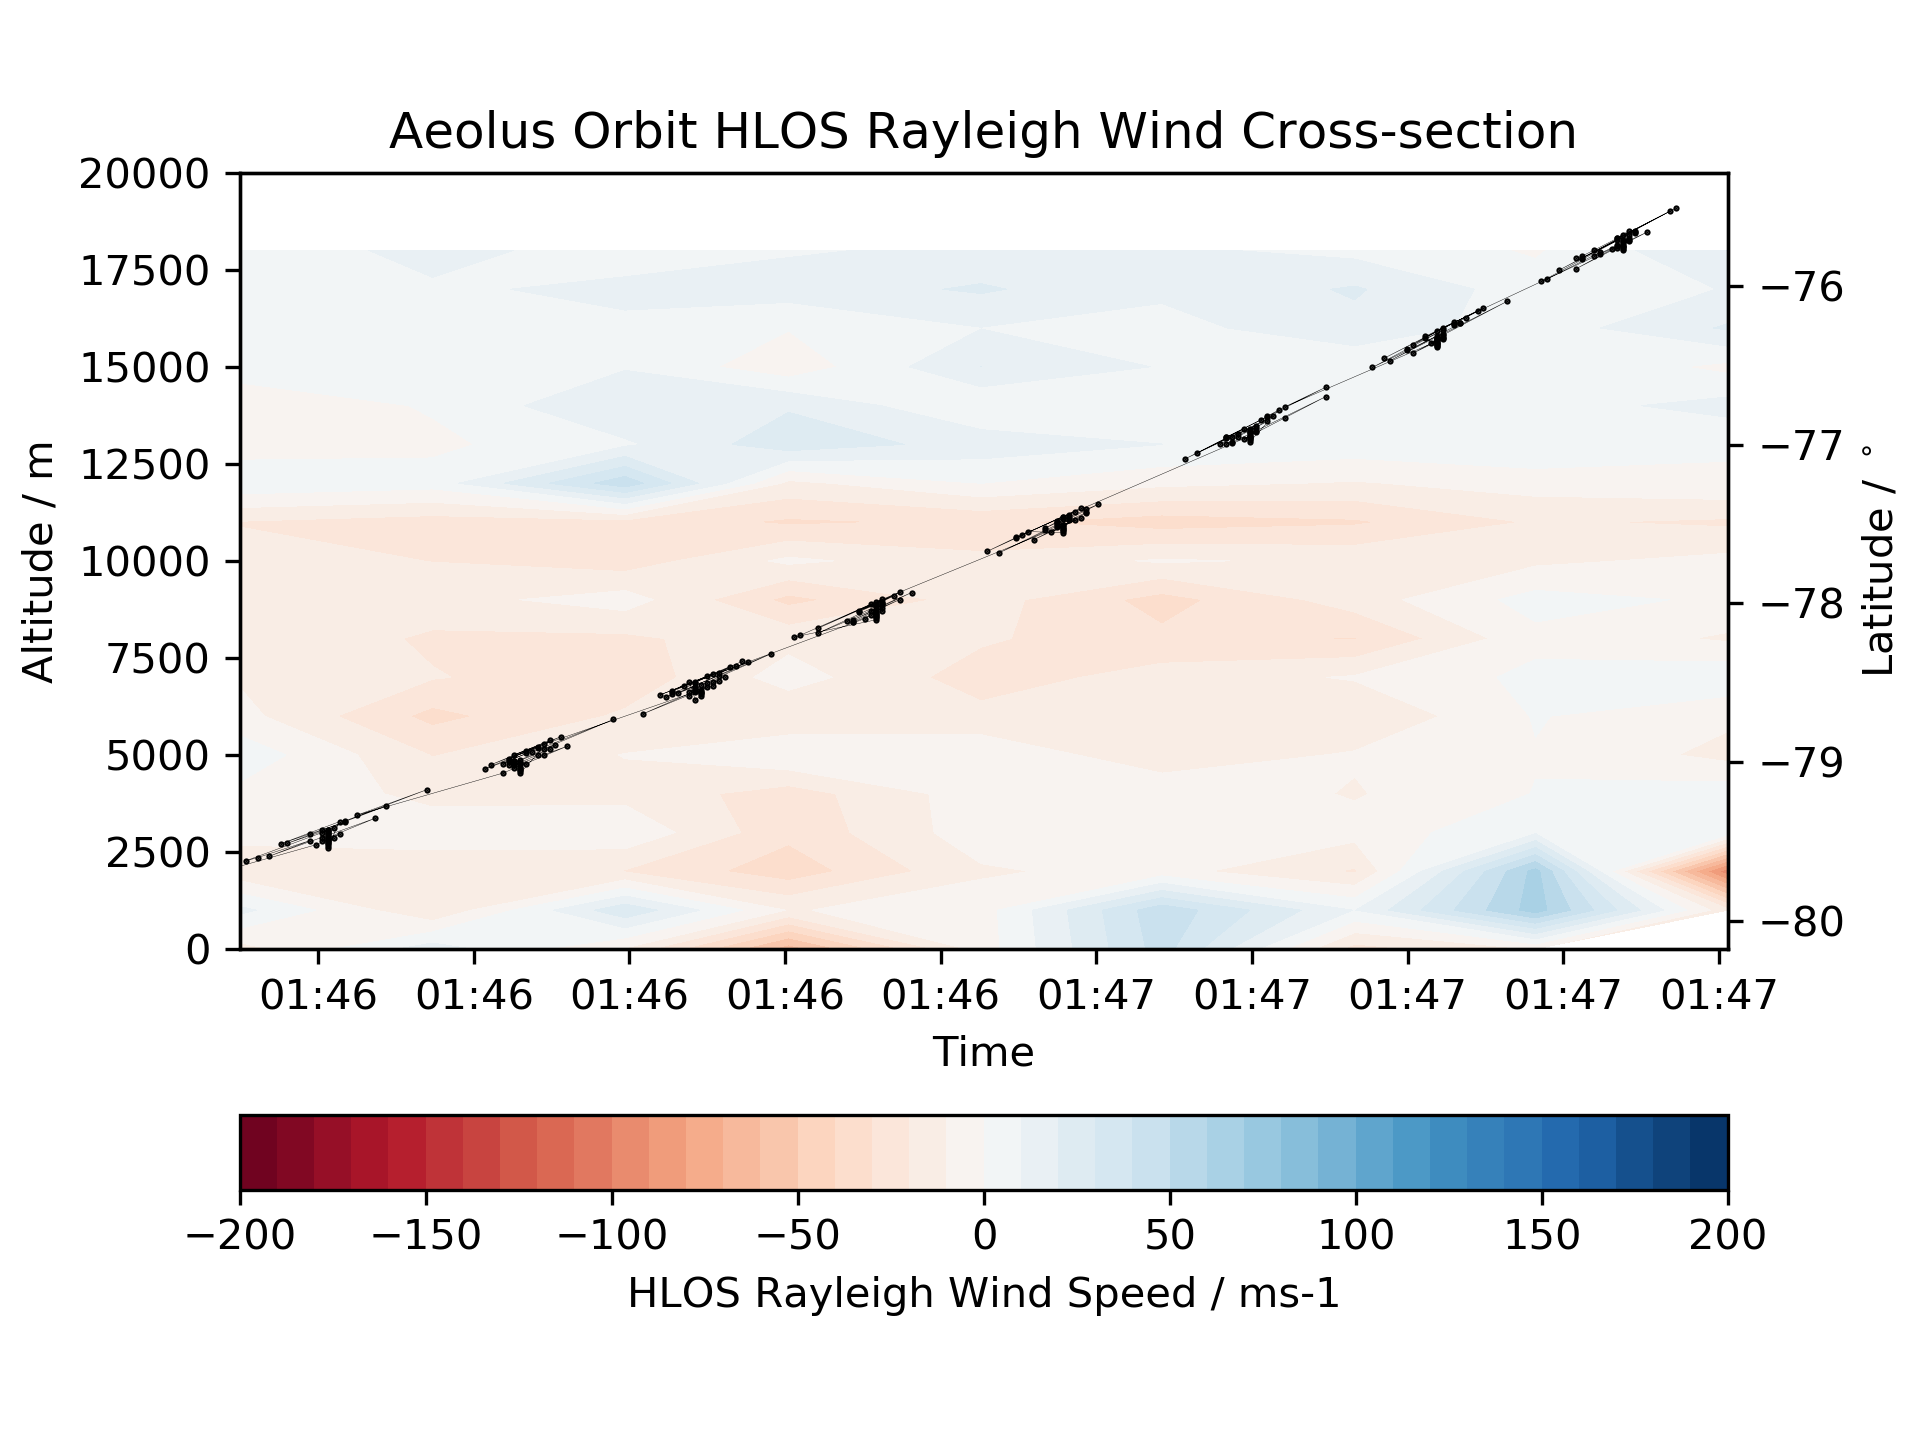 Aeolus Orbit HLOS Rayleigh Wind Cross-section
20000
17500
15000
12500
10000
7500
5000
2500
0
Altitude / m
−76
−77
−78
−79
−80
Latitude / °
01:46 01:46 01:46 01:46 01:46 01:47 01:47 01:47 01:47 01:47
Time
−200 −150 −100 −50 0 50 100 150 200
HLOS Rayleigh Wind Speed / ms-1